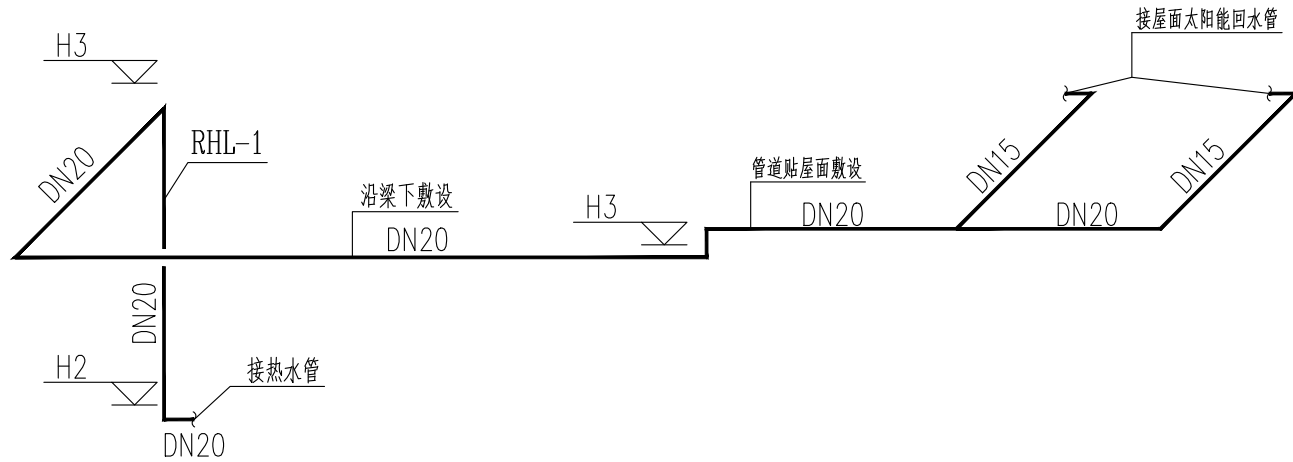 接屋面太阳能回水管
H3
RHL-1
DN20
DN15
DN15
管道贴屋面敷设
沿梁下敷设
H3
DN20
DN20
DN20
DN20
H2
接热水管
DN20